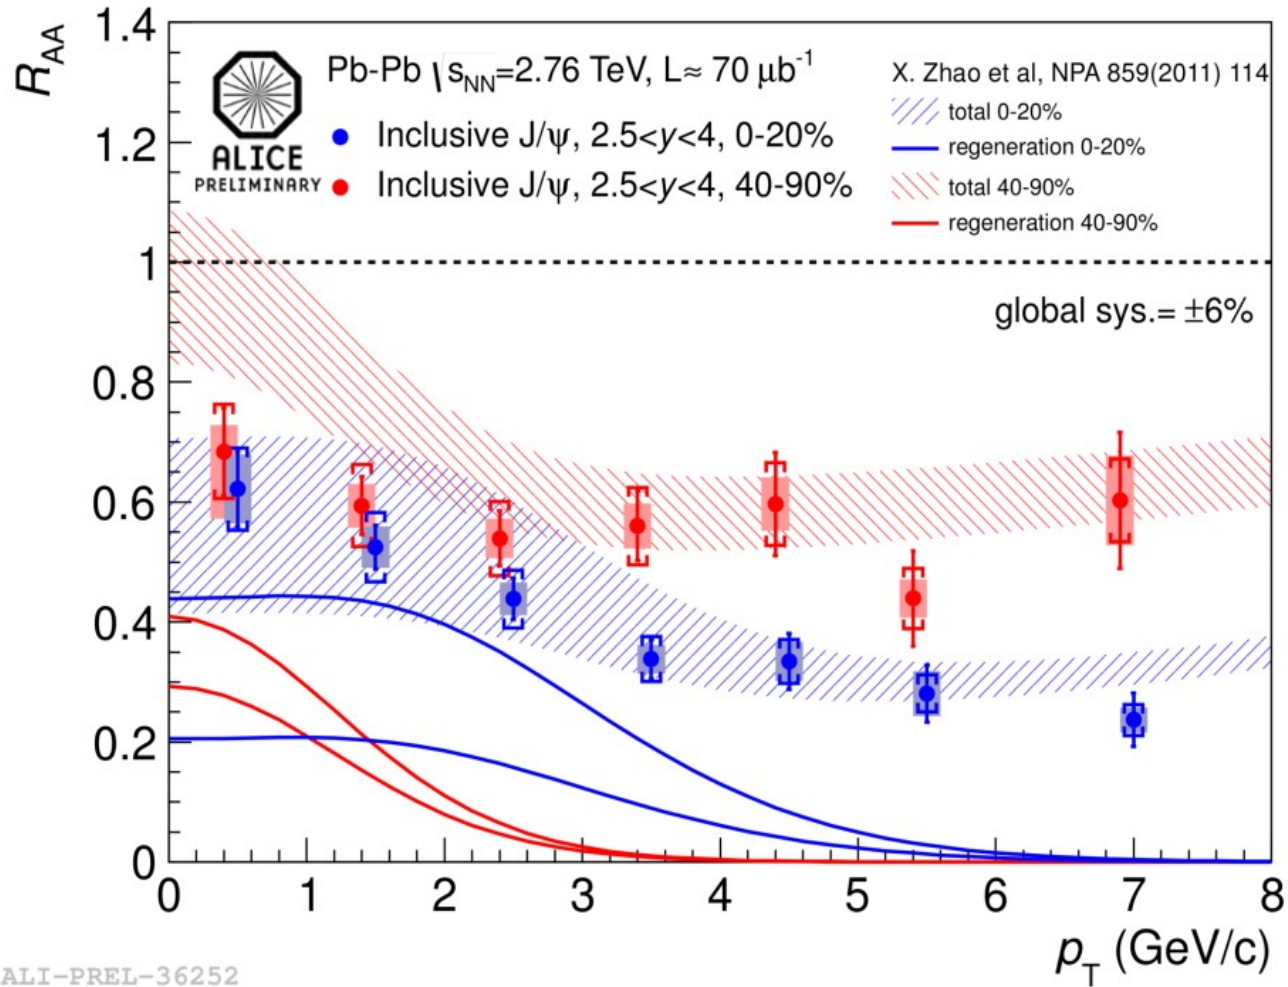 R_AA
1.4
1.2
1
0.8
0.6
0.4
0.2
0
ALICE
PRELIMINARY
Pb-Pb √s_NN=2.76 TeV, L≈ 70 μb^-1
Inclusive J/ψ, 2.5<y<4, 0-20%
Inclusive J/ψ, 2.5<y<4, 40-90%
X. Zhao et al, NPA 859(2011) 114
total 0-20%
regeneration 0-20%
total 40-90%
regeneration 40-90%
global sys.= ±6%
0 1 2 3 4 5 6 7 8
p_T (GeV/c)
ALI-PREL-36252